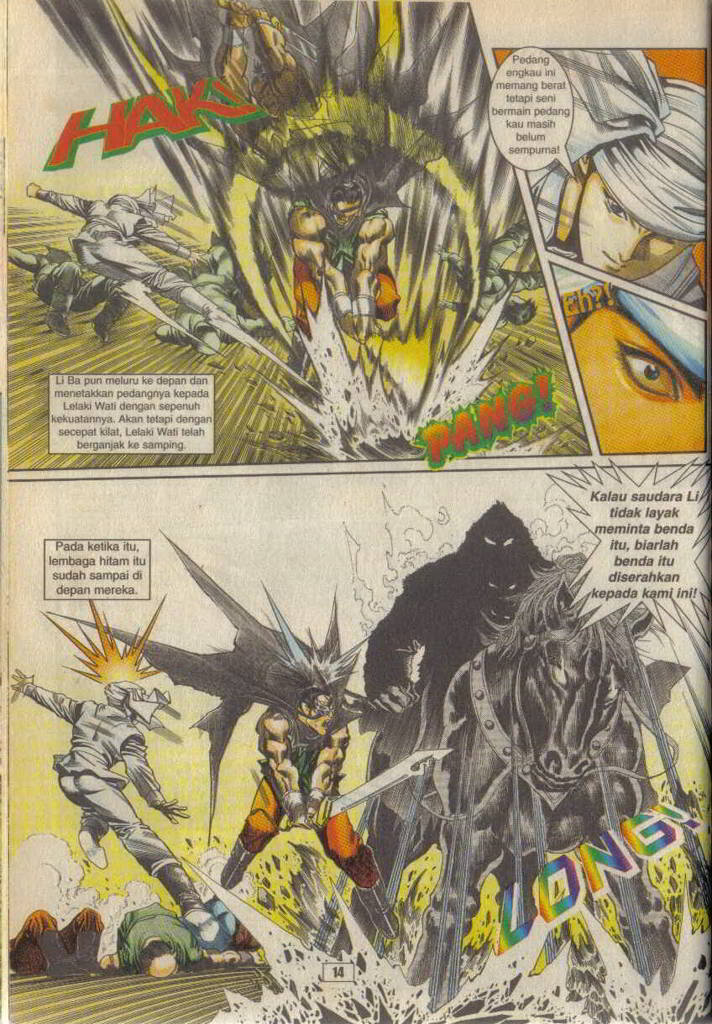 HAK!
Pedang
engkau ini
memang berat
tetapi seni
bermain pedang
kau masih
belum
sempurna!
Eh?!
Li Ba pun meluru ke depan dan
menetakkan pedangnya kepada
Lelaki Wati dengan sepenuh
kekuatannya. Akan tetapi dengan
secepat kilat, Lelaki Wati telah
berganjak ke samping.
PANG!
Pada ketika itu,
lembaga hitam itu
sudah sampai di
depan mereka.
Kalau saudara Li
tidak layak
meminta benda
itu, biarlah
benda itu
diserahkan
kepada kami ini!
LONG!
14